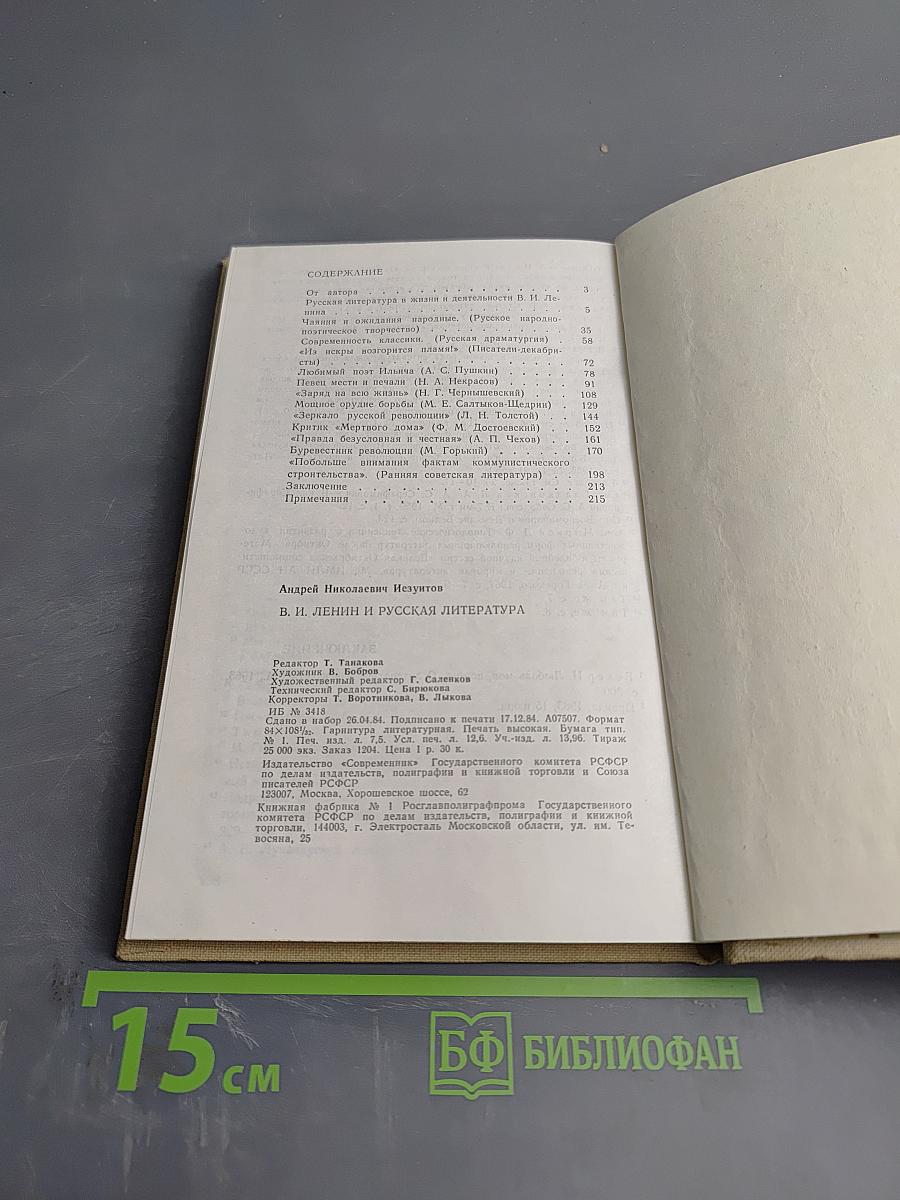 СОДЕРЖАНИЕ
От автора . . . . . . . . . . . . . . . . 3
Русская литература в жизни и деятельности В. И. Ле-
нина . . . . . . . . . . . . . . . . . . 5
Чаяния и ожидания народные. (Русское народно-
поэтическое творчество) . . . . . . . . . . 35
Современность классики. (Русская драматургия) . 58
«Из искры возгорится пламя!» (Писатели-декабри-
сты) . . . . . . . . . . . . . . . . . . 72
Любимый поэт Ильича (А. С. Пушкин) . . . . . . 78
Певец мести и печали (Н. А. Некрасов) . . . . . 91
«Заряд на всю жизнь» (Н. Г. Чернышевский) . . . 108
Мощное орудие борьбы (М. Е. Салтыков-Щедрин) . 129
«Зеркало русской революции» (Л. Н. Толстой) . . 144
Критик «Мертвого дома» (Ф. М. Достоевский) . . . 152
«Правда безусловная и честная» (А. П. Чехов) . . 161
Буревестник революции (М. Горький) . . . . . . 170
«Побольше внимания фактам коммунистического
строительства». (Ранняя советская литература) . . 198
Заключение . . . . . . . . . . . . . . . . 213
Примечания . . . . . . . . . . . . . . . . 215
Андрей Николаевич Иезуитов
В. И. ЛЕНИН И РУССКАЯ ЛИТЕРАТУРА
Редактор Т. Танакова
Художник В. Бобров
Художественный редактор Г. Саленков
Технический редактор С. Бирюкова
Корректоры Т. Воротникова, В. Лыкова
ИБ № 3418
Сдано в набор 26.04.84. Подписано к печати 17.12.84. А07507. Формат
84×108¹/₃₂. Гарнитура литературная. Печать высокая. Бумага тип.
№ 1. Печ. изд. л. 7,5. Усл. печ. л. 12,6. Уч.-изд. л. 13,96. Тираж
25 000 экз. Заказ 1204. Цена 1 р. 30 к.
Издательство «Современник» Государственного комитета РСФСР
по делам издательств, полиграфии и книжной торговли и Союза
писателей РСФСР
123007, Москва, Хорошевское шоссе, 62
Книжная фабрика № 1 Росглавполиграфпрома Государственного
комитета РСФСР по делам издательств, полиграфии и книжной
торговли, 144003, г. Электросталь Московской области, ул. им. Те-
восяна, 25
15 см
БФ БИБЛИОФАН